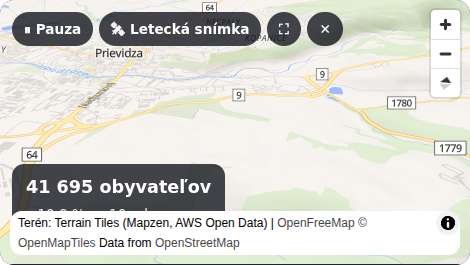 64
Pauza
Letecká snímka
Prievidza
9
9
1780
1779
64
41 695 obyvateľov
Terén: Terrain Tiles (Mapzen, AWS Open Data) | OpenFreeMap ©
OpenMapTiles Data from OpenStreetMap